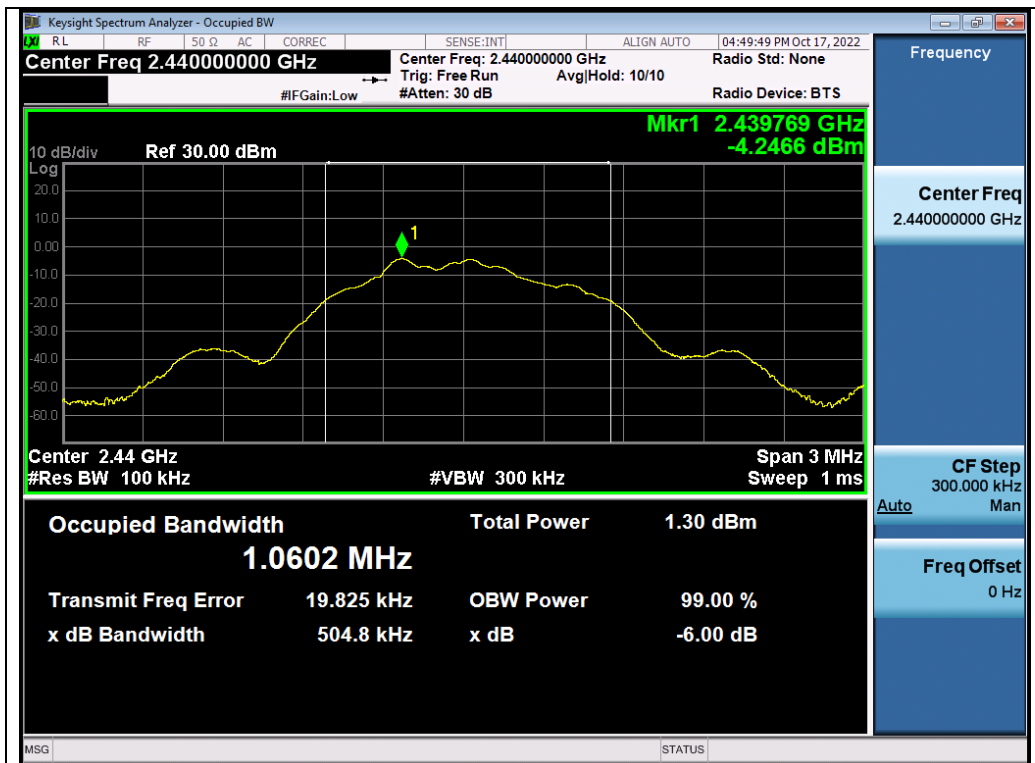 Keysight Spectrum Analyzer - Occupied BW
LXI RL RF 50 Ω AC CORREC SENSE:INT ALIGN AUTO 04:49:49 PM Oct 17, 2022
Center Freq 2.440000000 GHz
#IFGain:Low
Center Freq: 2.440000000 GHz
Trig: Free Run Avg|Hold: 10/10
#Atten: 30 dB
Radio Std: None
Radio Device: BTS
Mkr1 2.439769 GHz
-4.2466 dBm
10 dB/div Ref 30.00 dBm
Log
20.0
10.0
0.00
-10.0
-20.0
-30.0
-40.0
-50.0
-60.0
1
Center 2.44 GHz Span 3 MHz
#Res BW 100 kHz #VBW 300 kHz Sweep 1 ms
Occupied Bandwidth Total Power 1.30 dBm
1.0602 MHz
Transmit Freq Error 19.825 kHz OBW Power 99.00 %
x dB Bandwidth 504.8 kHz x dB -6.00 dB
Frequency
Center Freq
2.440000000 GHz
CF Step
300.000 kHz
Auto Man
Freq Offset
0 Hz
MSG STATUS